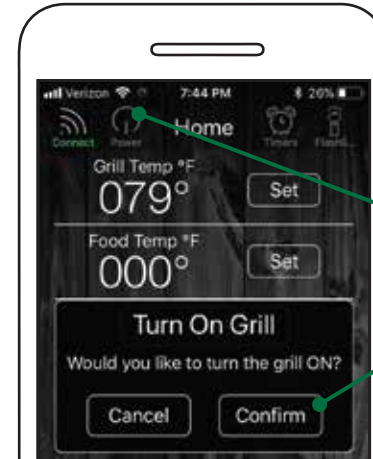 Verizon 7:44 PM 26%
Connect Power Home Timers Flashli...
Grill Temp °F
079° Set
Food Temp °F
000° Set
Turn On Grill
Would you like to turn the grill ON?
Cancel Confirm